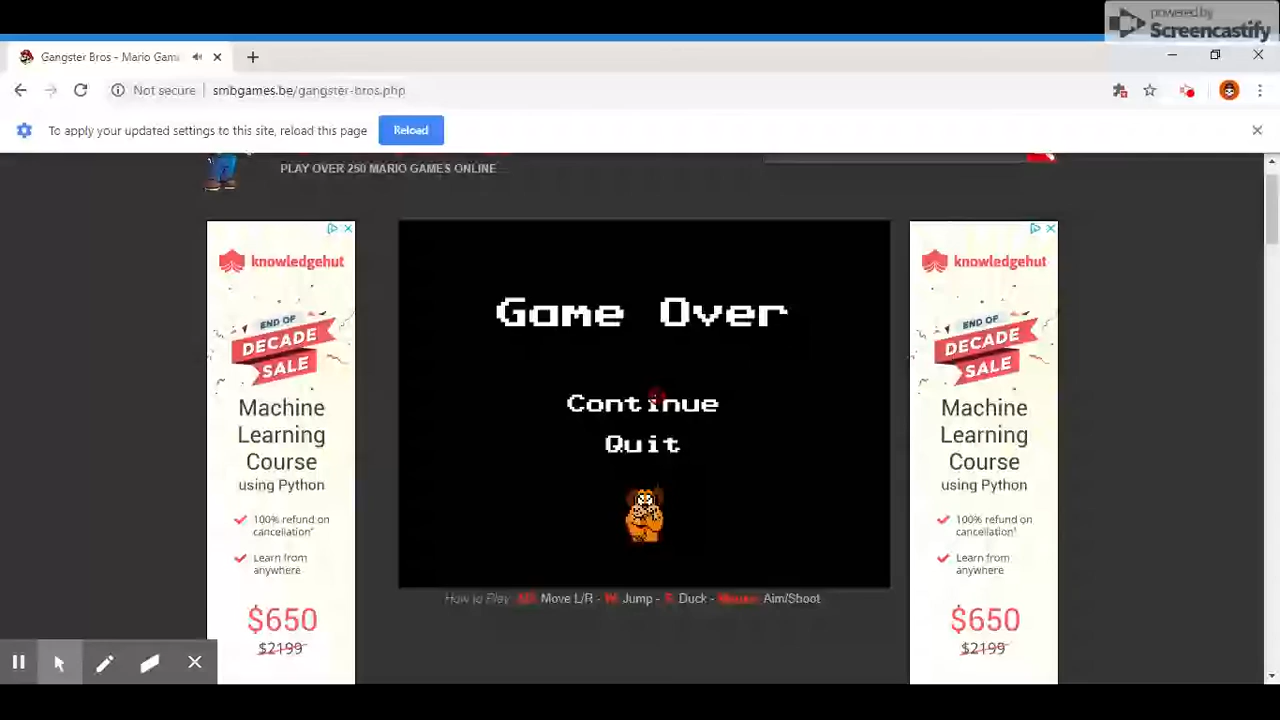 powered by
Screencastify
Gangster Bros - Mario Gam
Not secure
smbgames.be/gangster-bros.php
To apply your updated settings to this site, reload this page
Reload
PLAY OVER 250 MARIO GAMES ONLINE
knowledgehut
END OF
DECADE
SALE
Machine
Learning
Course
using Python
100% refund on
cancellation*
Learn from
anywhere
$650
$2199
Game Over
Continue
Quit
How to Play: AD: Move L/R - W: Jump - S: Duck - Mouse: Aim/Shoot
knowledgehut
END OF
DECADE
SALE
Machine
Learning
Course
using Python
100% refund on
cancellation*
Learn from
anywhere
$650
$2199